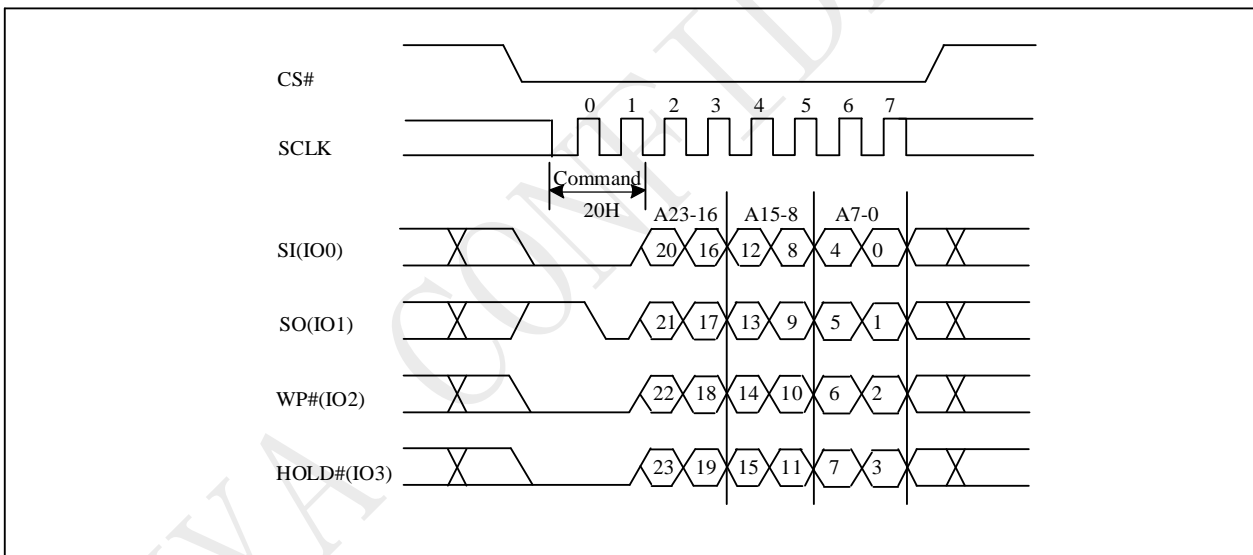 CS#
0 1 2 3 4 5 6 7
SCLK
Command
20H
A23-16 A15-8 A7-0
SI(IO0) 20 16 12 8 4 0
SO(IO1) 21 17 13 9 5 1
WP#(IO2) 22 18 14 10 6 2
HOLD#(IO3) 23 19 15 11 7 3